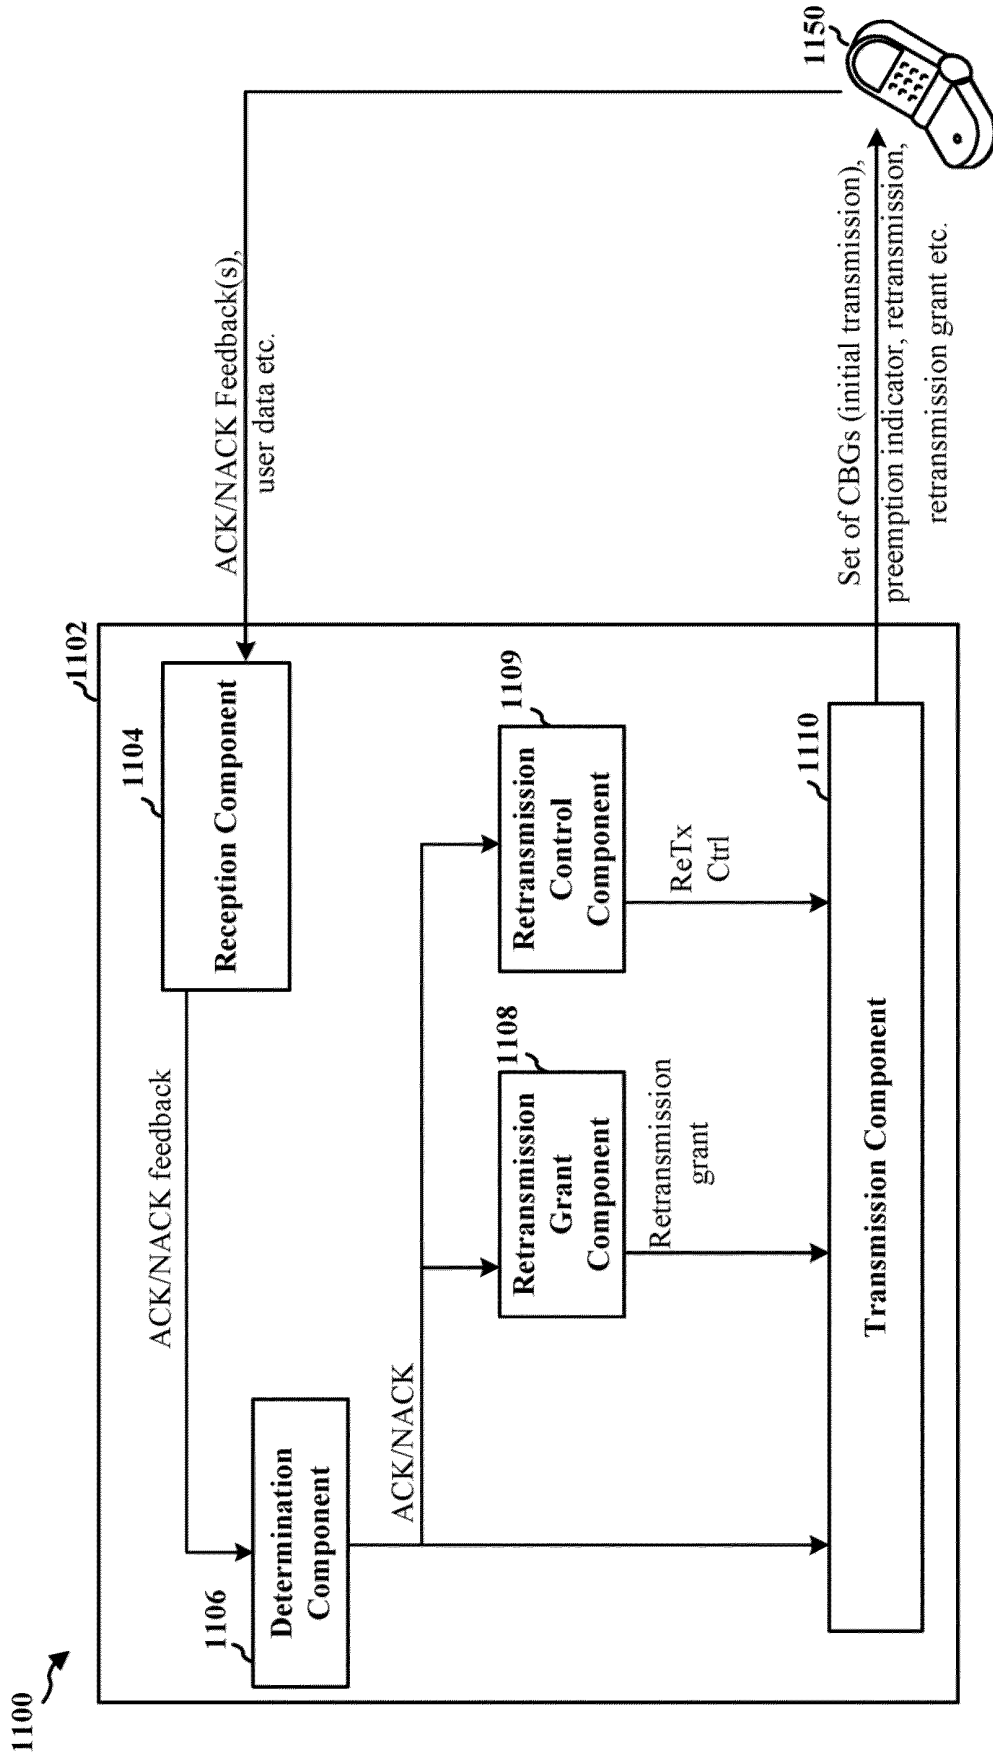 1100
1102
1104
Reception Component
ACK/NACK Feedback(s),
user data etc.
1150
ACK/NACK feedback
1106
Determination
Component
ACK/NACK
1108
Retransmission
Grant
Component
Retransmission
grant
1109
Retransmission
Control
Component
ReTx
Ctrl
1110
Transmission Component
Set of CBGs (initial transmission),
preemption indicator, retransmission,
retransmission grant etc.